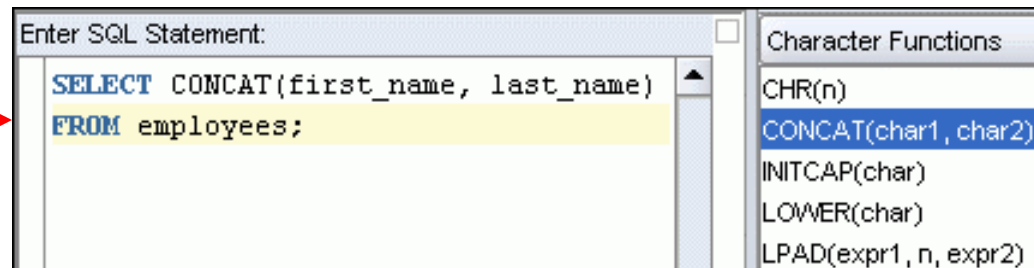 Enter SQL Statement:
SELECT CONCAT(first_name, last_name)
FROM employees;
Character Functions
CHR(n)
CONCAT(char1, char2)
INITCAP(char)
LOWER(char)
LPAD(expr1, n, expr2)